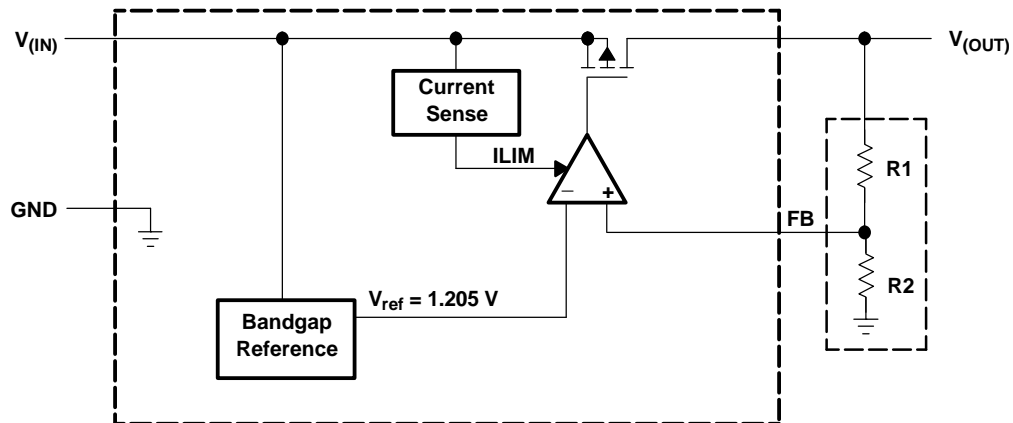 V(IN)
V(OUT)
Current
Sense
ILIM
R1
− +
GND
FB
R2
Vref = 1.205 V
Bandgap
Reference